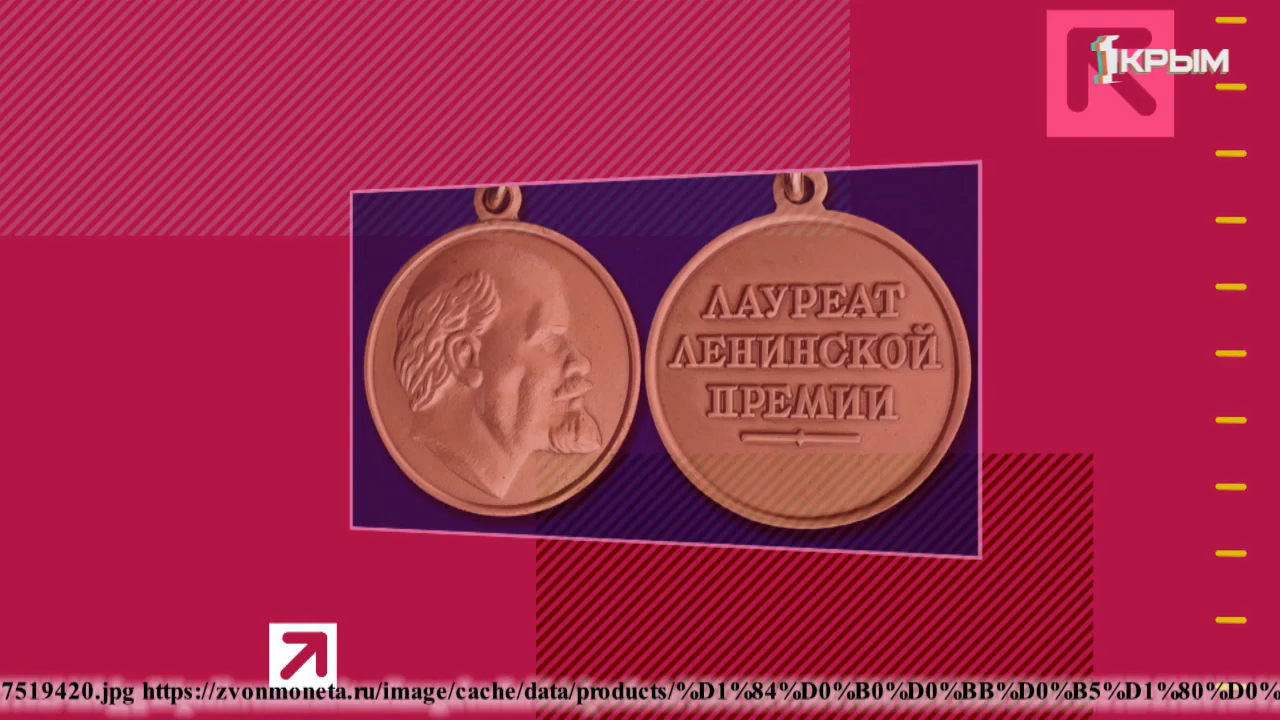 1КРЫМ
ЛАУРЕАТ
ЛЕНИНСКОЙ
ПРЕМИИ
7519420.jpg https://zvonmoneta.ru/image/cache/data/products/%D1%84%D0%B0%D0%BB%D0%B5%D1%80%D0%